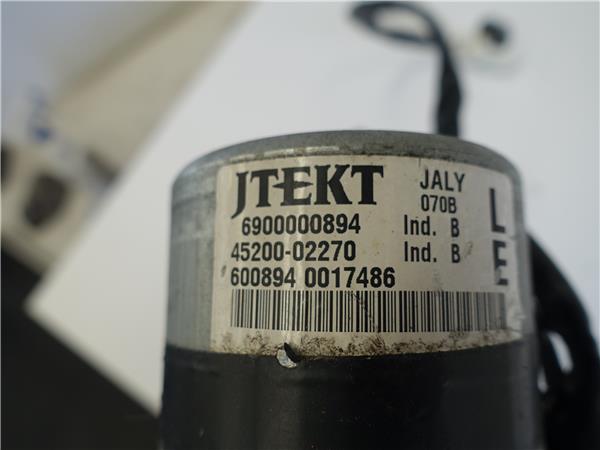 JTEKT JALY L
070B
6900000894 Ind. B
45200-02270 Ind. B E
600894 0017486